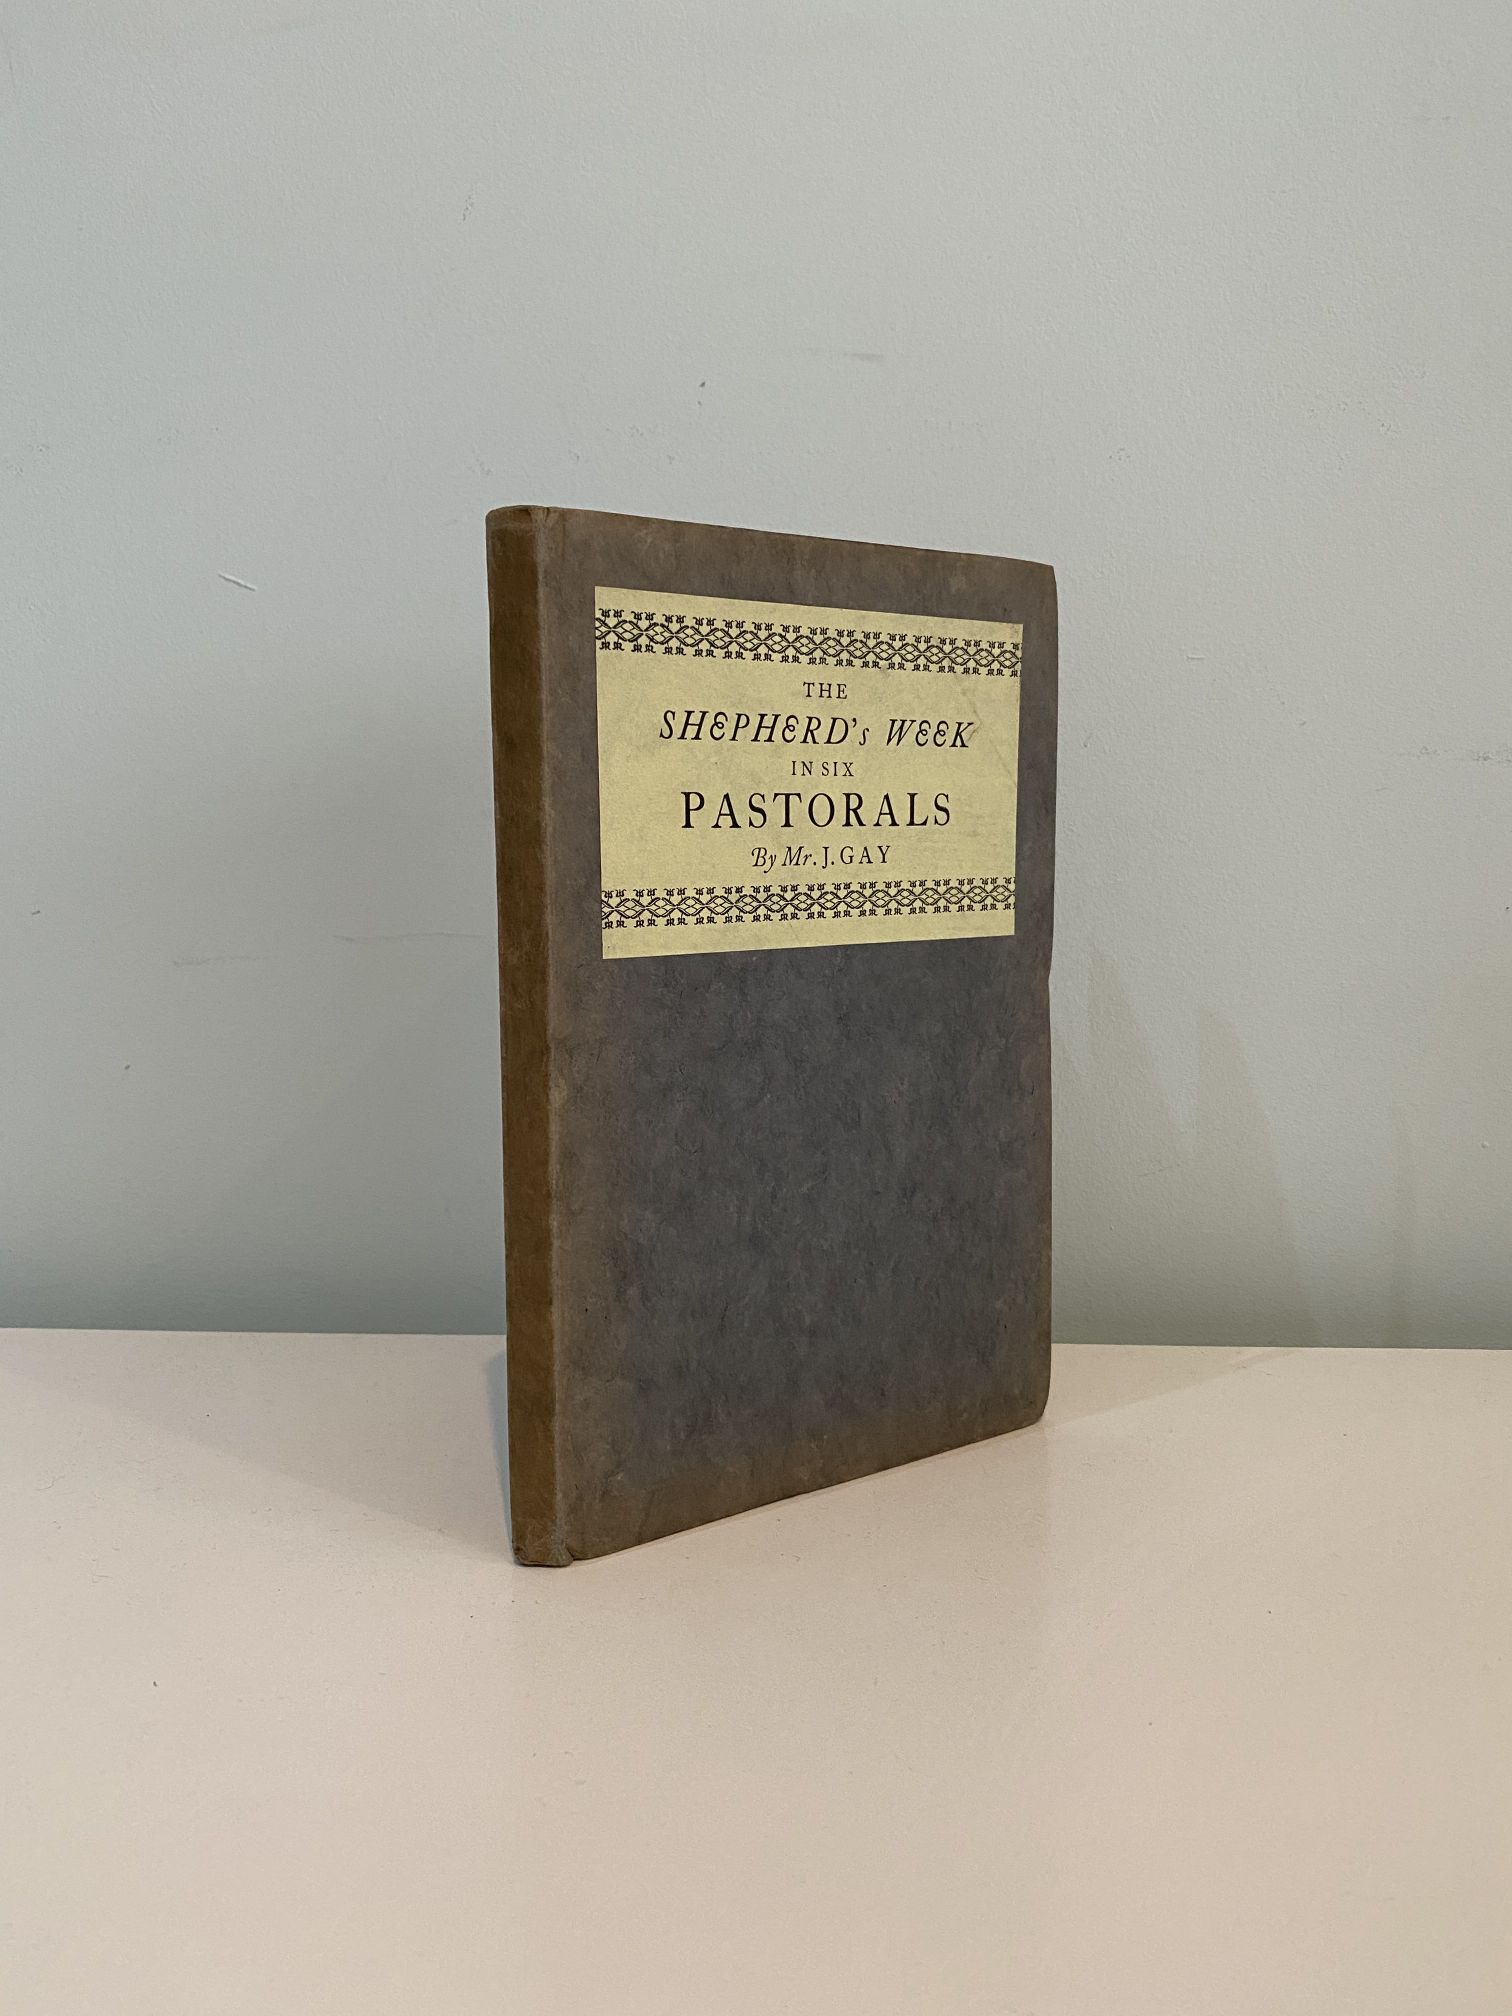 THE
SHEPHERD's WEEK
IN SIX
PASTORALS
By Mr. J. GAY